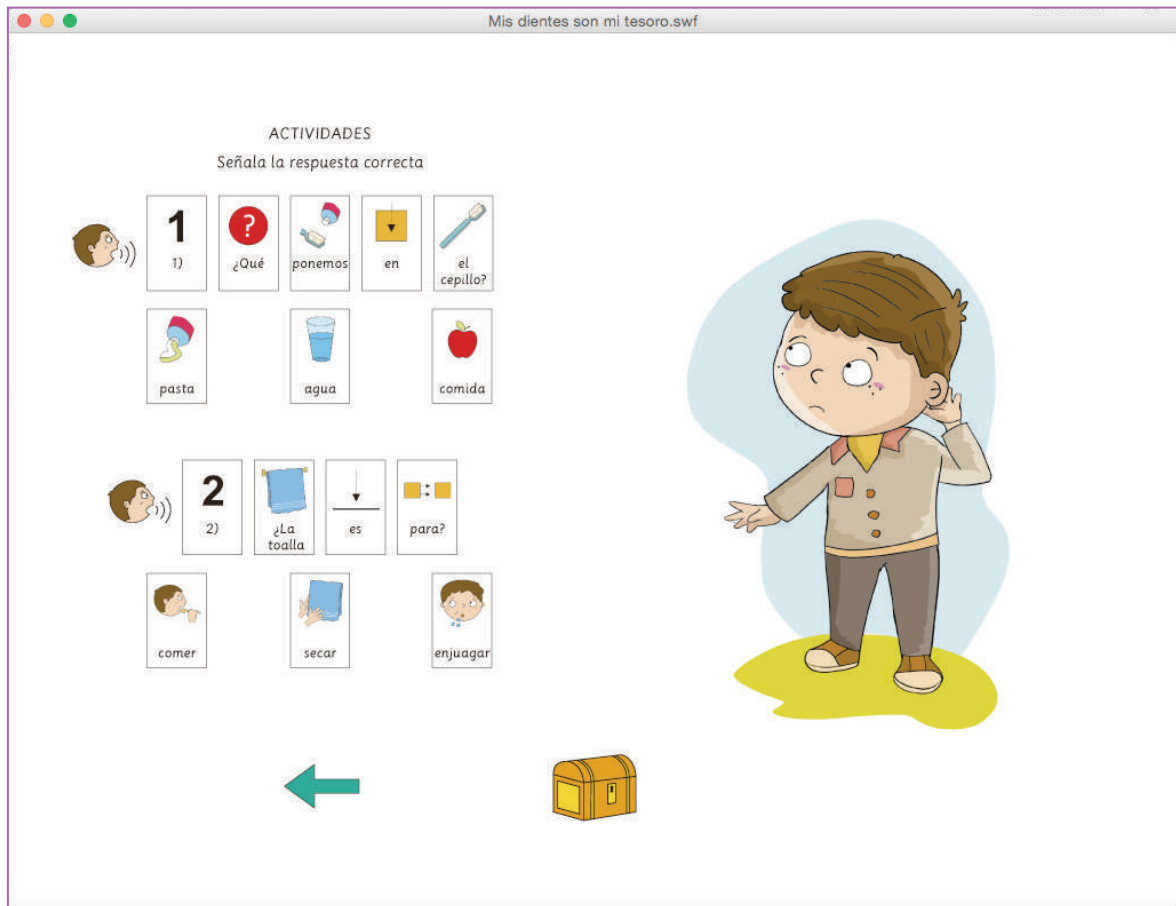 Mis dientes son mi tesoro.swf
ACTIVIDADES
Señala la respuesta correcta
1 ?
1) ¿Qué ponemos en el
cepillo?
pasta agua comida
2
2) ¿La es para?
toalla
comer secar enjuagar